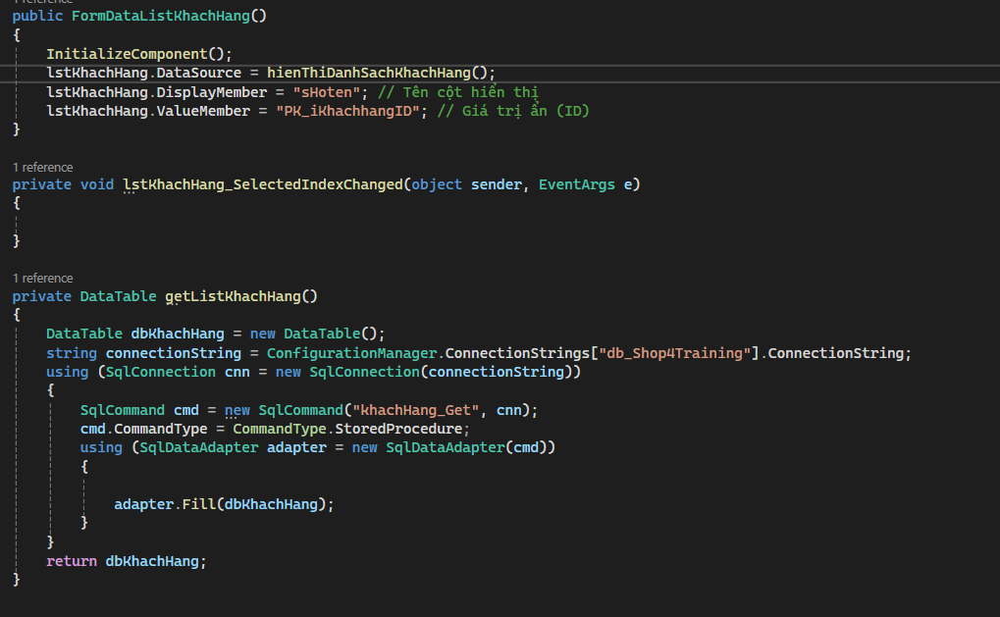 1 reference
public FormDataListKhachHang()
{
InitializeComponent();
lstKhachHang.DataSource = hienThiDanhSachKhachHang();
lstKhachHang.DisplayMember = "sHoten"; // Tên cột hiển thị
lstKhachHang.ValueMember = "PK_iKhachhangID"; // Giá trị ẩn (ID)
}
1 reference
private void lstKhachHang_SelectedIndexChanged(object sender, EventArgs e)
{
}
1 reference
private DataTable getListKhachHang()
{
DataTable dbKhachHang = new DataTable();
string connectionString = ConfigurationManager.ConnectionStrings["db_Shop4Training"].ConnectionString;
using (SqlConnection cnn = new SqlConnection(connectionString))
{
SqlCommand cmd = new SqlCommand("khachHang_Get", cnn);
cmd.CommandType = CommandType.StoredProcedure;
using (SqlDataAdapter adapter = new SqlDataAdapter(cmd))
{
adapter.Fill(dbKhachHang);
}
}
return dbKhachHang;
}